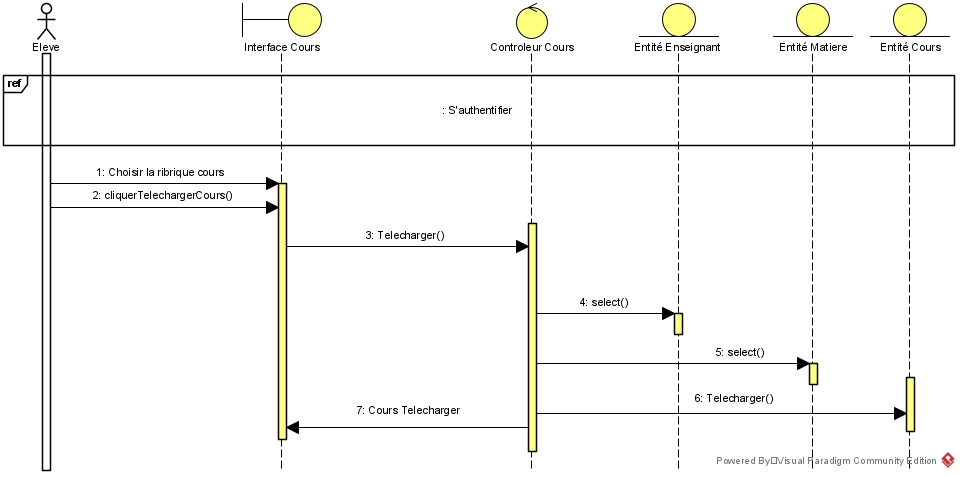 Eleve
Interface Cours
Controleur Cours
Entité Enseignant
Entité Matiere
Entité Cours
ref
: S'authentifier
1: Choisir la ribrique cours
2: cliquerTelechargerCours()
3: Telecharger()
4: select()
5: select()
6: Telecharger()
7: Cours Telecharger
Powered By Visual Paradigm Community Edition